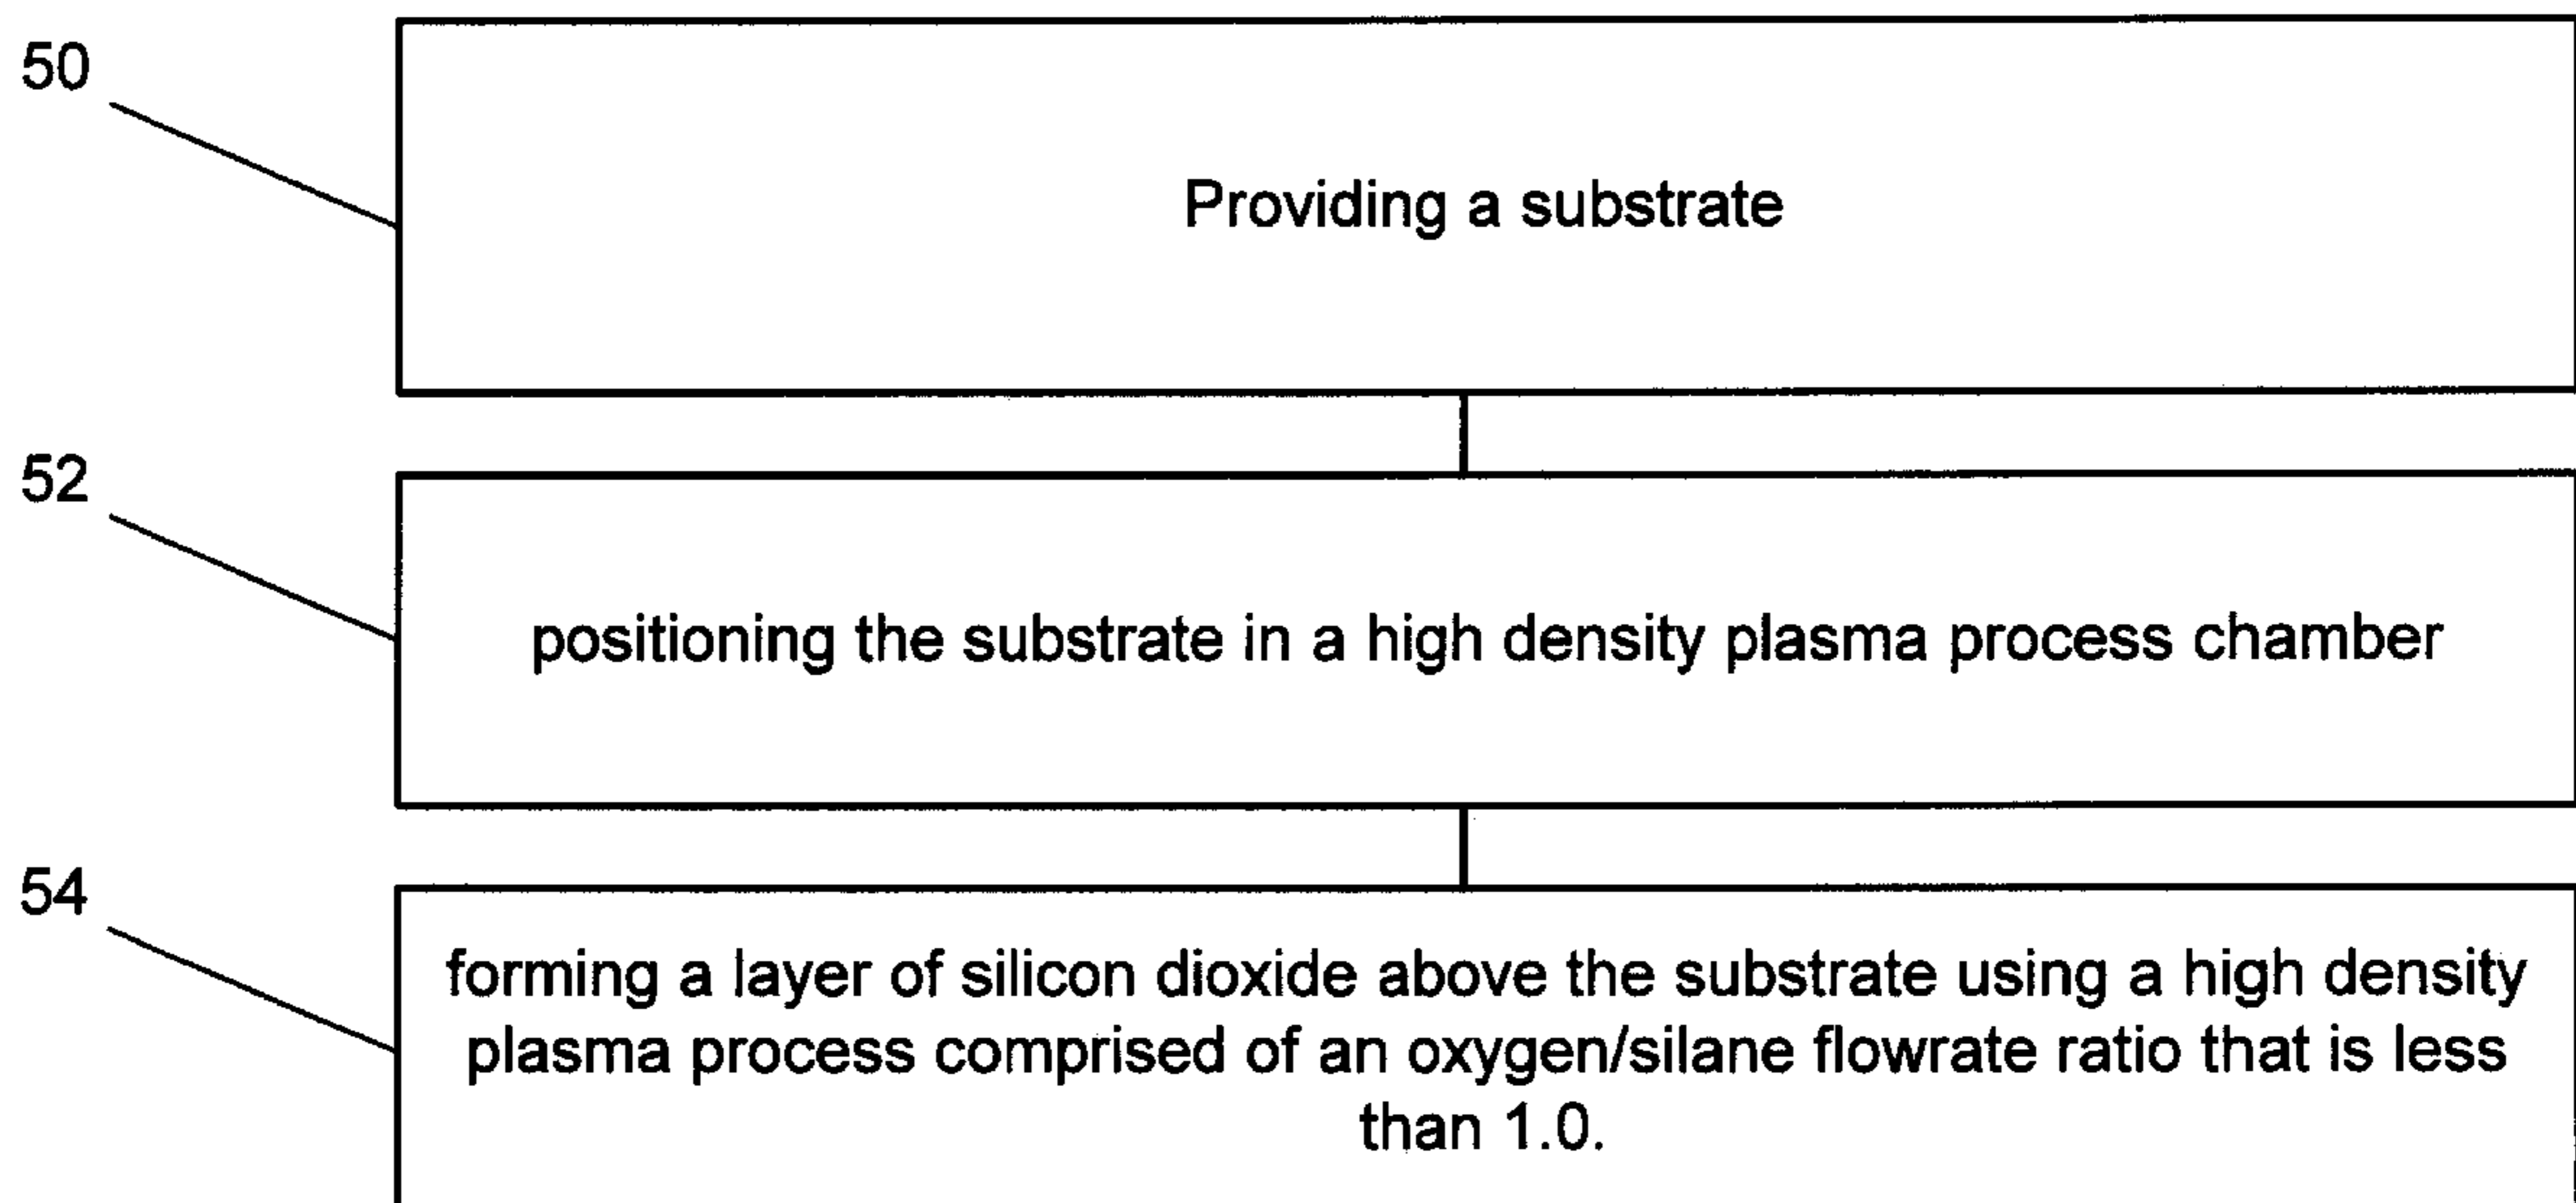 50
Providing a substrate
52
positioning the substrate in a high density plasma process chamber
54
forming a layer of silicon dioxide above the substrate using a high density
plasma process comprised of an oxygen/silane flowrate ratio that is less
than 1.0.